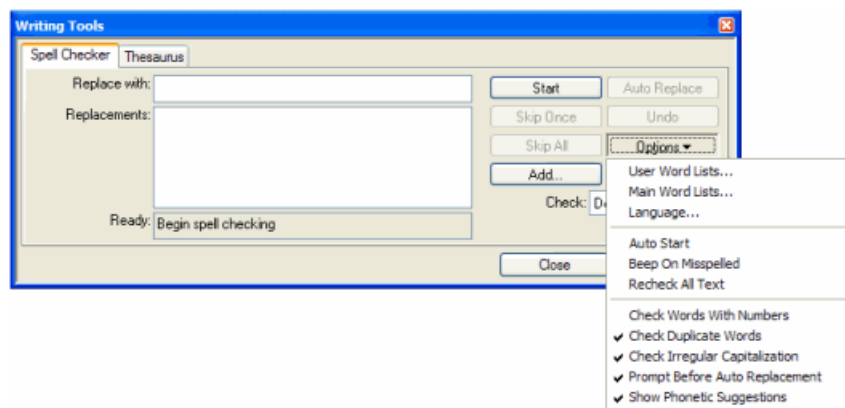 Writing Tools
Spell Checker Thesaurus
Replace with: Start Auto Replace
Replacements: Skip Once Undo
Skip All Options
Add...
Check:
Ready: Begin spell checking
Close
User Word Lists...
Main Word Lists...
Language...
Auto Start
Beep On Misspelled
Recheck All Text
Check Words With Numbers
Check Duplicate Words
Check Irregular Capitalization
Prompt Before Auto Replacement
Show Phonetic Suggestions